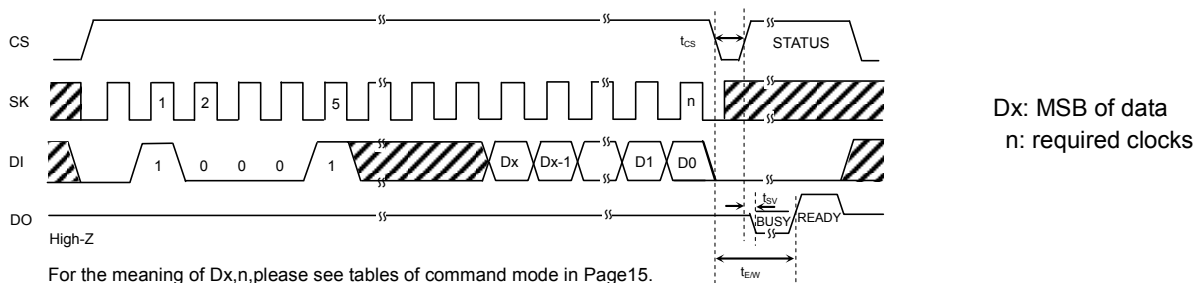 CS tCS STATUS
SK 1 2 5 n
DI 1 0 0 0 1 Dx Dx-1 D1 D0
DO tSV
BUSY READY
High-Z
tE/W
For the meaning of Dx,n,please see tables of command mode in Page15.
Dx: MSB of data
n: required clocks